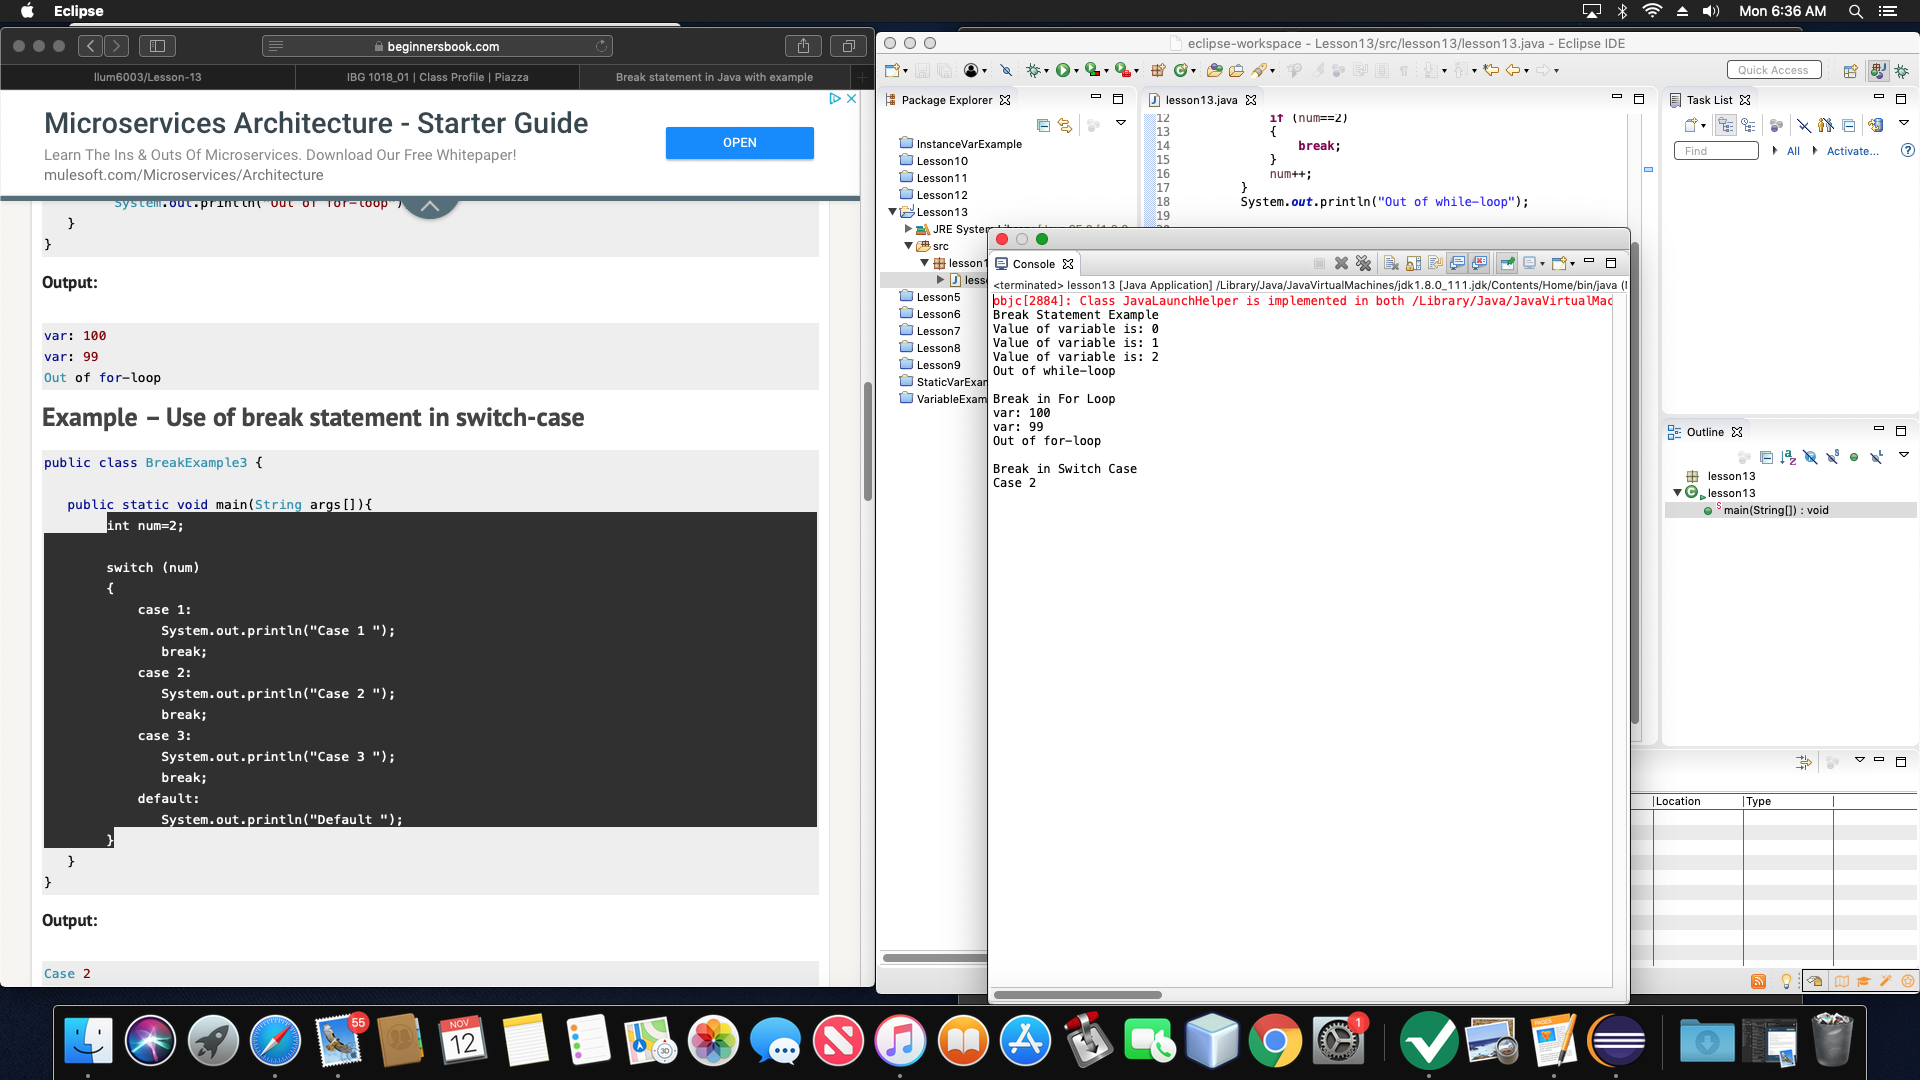 Eclipse
Mon 6:36 AM
beginnersbook.com
llum6003/Lesson-13
IBG 1018_01 | Class Profile | Piazza
Break statement in Java with example
Microservices Architecture - Starter Guide
Learn The Ins & Outs Of Microservices. Download Our Free Whitepaper!
mulesoft.com/Microservices/Architecture
OPEN
System.out.println("Out of for-loop")
}
}
Output:
var: 100
var: 99
Out of for-loop
Example – Use of break statement in switch-case
public class BreakExample3 {
public static void main(String args[]){
int num=2;
switch (num)
{
case 1:
System.out.println("Case 1 ");
break;
case 2:
System.out.println("Case 2 ");
break;
case 3:
System.out.println("Case 3 ");
break;
default:
System.out.println("Default ");
}
}
}
Output:
Case 2
eclipse-workspace - Lesson13/src/lesson13/lesson13.java - Eclipse IDE
Quick Access
Package Explorer
InstanceVarExample
Lesson10
Lesson11
Lesson12
Lesson13
JRE System
src
lesson1
less
Lesson5
Lesson6
Lesson7
Lesson8
Lesson9
StaticVarExam
VariableExam
lesson13.java
12 if (num==2)
13 {
14 break;
15 }
16 num++;
17 }
18 System.out.println("Out of while-loop");
19
Console
<terminated> lesson13 [Java Application] /Library/Java/JavaVirtualMachines/jdk1.8.0_111.jdk/Contents/Home/bin/java (
objc[2884]: Class JavaLaunchHelper is implemented in both /Library/Java/JavaVirtualMac
Break Statement Example
Value of variable is: 0
Value of variable is: 1
Value of variable is: 2
Out of while-loop
Break in For Loop
var: 100
var: 99
Out of for-loop
Break in Switch Case
Case 2
Task List
Find
All
Activate...
Outline
lesson13
lesson13
main(String[]) : void
Location
Type
55
NOV
12
1